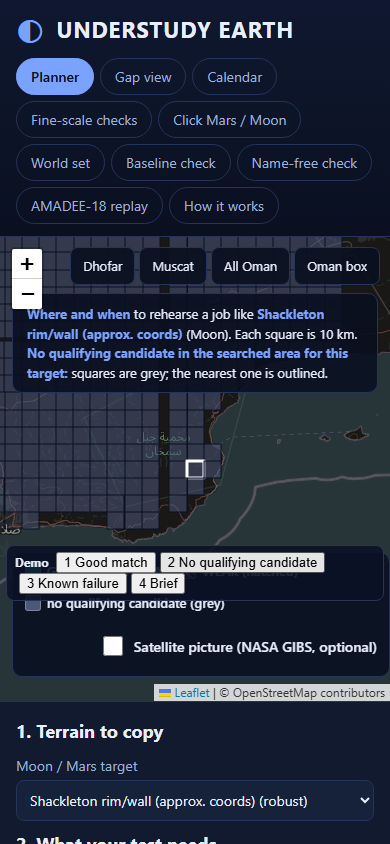 UNDERSTUDY EARTH
Planner
Gap view
Calendar
Fine-scale checks
Click Mars / Moon
World set
Baseline check
Name-free check
AMADEE-18 replay
How it works
+
−
Dhofar
Muscat
All Oman
Oman box
Where and when to rehearse a job like Shackleton
rim/wall (approx. coords) (Moon). Each square is 10 km.
No qualifying candidate in the searched area for this
target: squares are grey; the nearest one is outlined.
سمحان
Demo
1 Good match
2 No qualifying candidate
3 Known failure
4 Brief
no qualifying candidate (grey)
Satellite picture (NASA GIBS, optional)
Leaflet | © OpenStreetMap contributors
1. Terrain to copy
Moon / Mars target
Shackleton rim/wall (approx. coords) (robust)
2. What your test needs